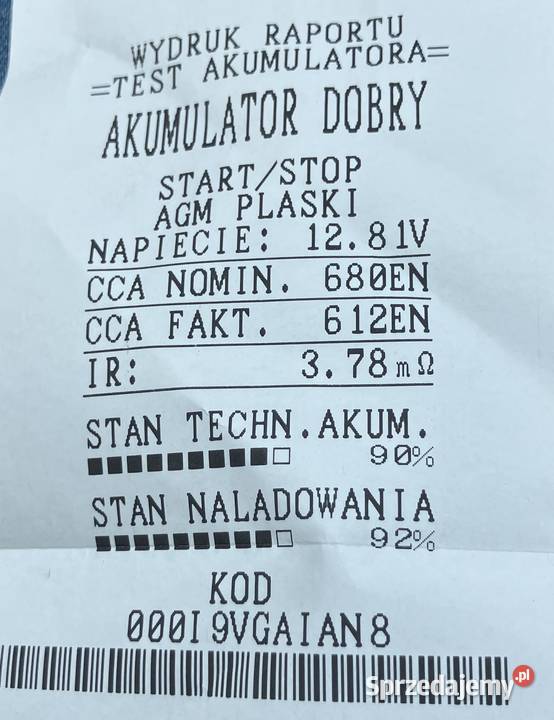 WYDRUK RAPORTU
=TEST AKUMULATORA=
AKUMULATOR DOBRY
START/STOP
AGM PLASKI
NAPIECIE: 12.81V
CCA NOMIN. 680EN
CCA FAKT. 612EN
IR: 3.78mΩ
STAN TECHN.AKUM.
90%
STAN NALADOWANIA
92%
KOD
000I9VGAIAN8
Sprzedajemy.pl